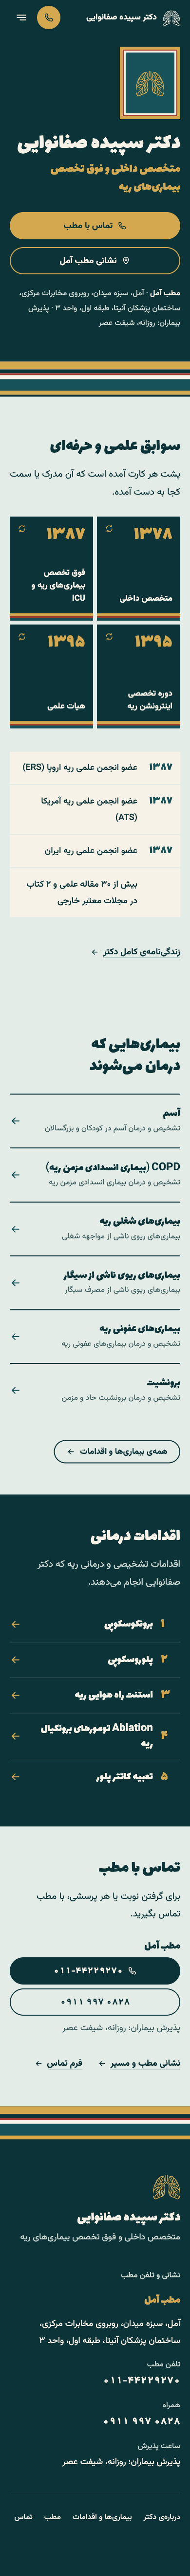 دکتر سپیده صفائوایی
دکتر سپیده صفائوایی
متخصص داخلی و فوق تخصص
بیماری‌های ریه
تماس با مطب
نشانی مطب آمل
مطب آمل · آمل، سبزه میدان، روبروی مخابرات مرکزی،
ساختمان پزشکان آنیتا، طبقه اول، واحد ۳ · پذیرش
بیماران: روزانه، شیفت عصر
سوابق علمی و حرفه‌ای
پشت هر کارت آمده است که آن مدرک یا سمت
کجا به دست آمده.
۱۳۷۸
متخصص داخلی
۱۳۸۷
فوق تخصص
بیماری‌های ریه و
ICU
۱۳۹۵
دوره تخصصی
اینترونشن ریه
۱۳۹۵
هیات علمی
۱۳۸۷ عضو انجمن علمی ریه اروپا (ERS)
۱۳۸۷ عضو انجمن علمی ریه آمریکا
(ATS)
۱۳۸۷ عضو انجمن علمی ریه ایران
بیش از ۳۰ مقاله علمی و ۲ کتاب
در مجلات معتبر خارجی
زندگی‌نامه‌ی کامل دکتر
بیماری‌هایی که
درمان می‌شوند
آسم
تشخیص و درمان آسم در کودکان و بزرگسالان
COPD (بیماری انسدادی مزمن ریه)
تشخیص و درمان بیماری انسدادی مزمن ریه
بیماری‌های شغلی ریه
بیماری‌های ریوی ناشی از مواجهه شغلی
بیماری‌های ریوی ناشی از سیگار
بیماری‌های ریوی ناشی از مصرف سیگار
بیماری‌های عفونی ریه
تشخیص و درمان بیماری‌های عفونی ریه
برونشیت
تشخیص و درمان برونشیت حاد و مزمن
همه‌ی بیماری‌ها و اقدامات
اقدامات درمانی
اقدامات تشخیصی و درمانی ریه که دکتر
صفائوایی انجام می‌دهند.
۱ برونکوسکوپی
۲ پلوروسکوپی
۳ استنت راه هوایی ریه
۴ Ablation تومورهای برونکیال
ریه
۵ تعبیه کاتتر پلور
تماس با مطب
برای گرفتن نوبت یا هر پرسشی، با مطب
تماس بگیرید.
مطب آمل
۰۱۱-۴۴۲۲۹۲۷۰
۰۹۱۱ ۹۹۷ ۰۸۲۸
پذیرش بیماران: روزانه، شیفت عصر
نشانی مطب و مسیر
فرم تماس
دکتر سپیده صفائوایی
متخصص داخلی و فوق تخصص بیماری‌های ریه
نشانی و تلفن مطب
مطب آمل
آمل، سبزه میدان، روبروی مخابرات مرکزی،
ساختمان پزشکان آنیتا، طبقه اول، واحد ۳
تلفن مطب
۰۱۱-۴۴۲۲۹۲۷۰
همراه
۰۹۱۱ ۹۹۷ ۰۸۲۸
ساعت پذیرش
پذیرش بیماران: روزانه، شیفت عصر
درباره‌ی دکتر بیماری‌ها و اقدامات مطب تماس